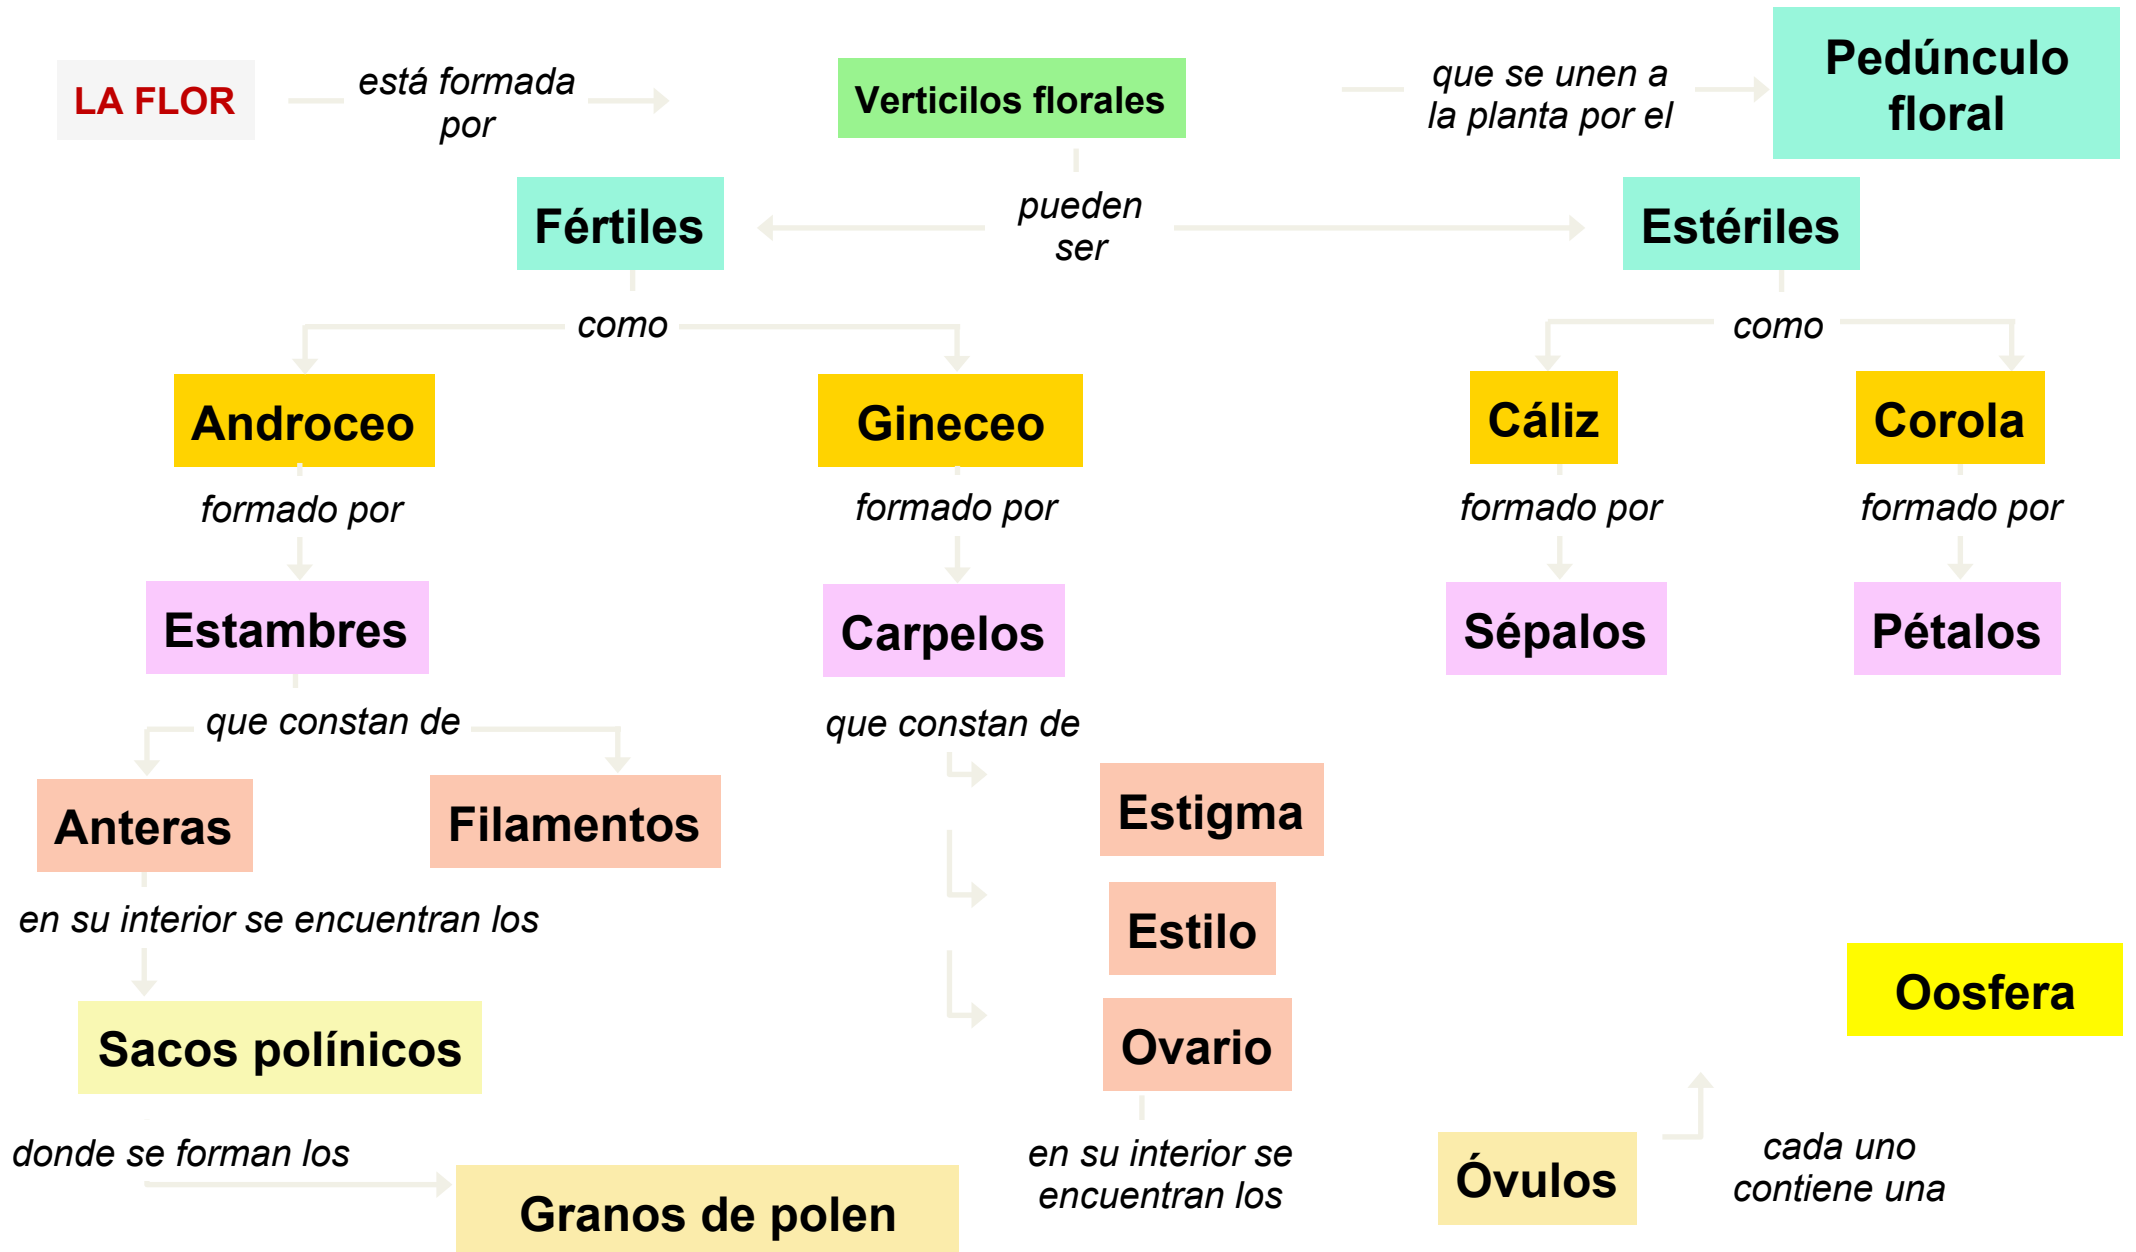 LA FLOR
está formada
por
Verticilos florales
que se unen a
la planta por el
Pedúnculo
floral
Fértiles
pueden
ser
Estériles
como
como
Androceo
Gineceo
Cáliz
Corola
formado por
formado por
formado por
formado por
Estambres
Carpelos
Sépalos
Pétalos
que constan de
que constan de
Anteras
Filamentos
Estigma
en su interior se encuentran los
Estilo
Oosfera
Sacos polínicos
Ovario
donde se forman los
Granos de polen
en su interior se
encuentran los
Óvulos
cada uno
contiene una